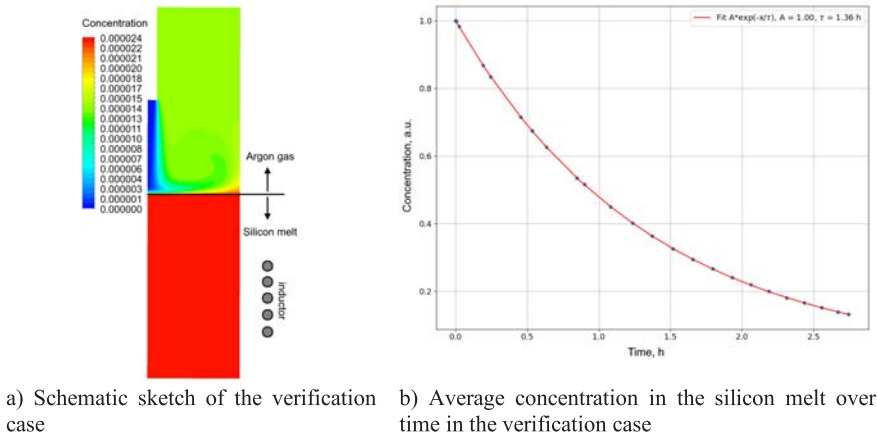 Concentration
0.000024
0.000022
0.000021
0.000020
0.000018
0.000017
0.000015
0.000014
0.000013
0.000011
0.000010
0.000008
0.000007
0.000006
0.000004
0.000003
0.000001
0.000000
Argon gas
Silicon melt
inductor
Fit A*exp(-x/τ), A = 1.00, τ = 1.36 h
Concentration, a.u.
1.0
0.8
0.6
0.4
0.2
0.0
0.5
1.0
1.5
2.0
2.5
Time, h
a) Schematic sketch of the verification
case
b) Average concentration in the silicon melt over
time in the verification case